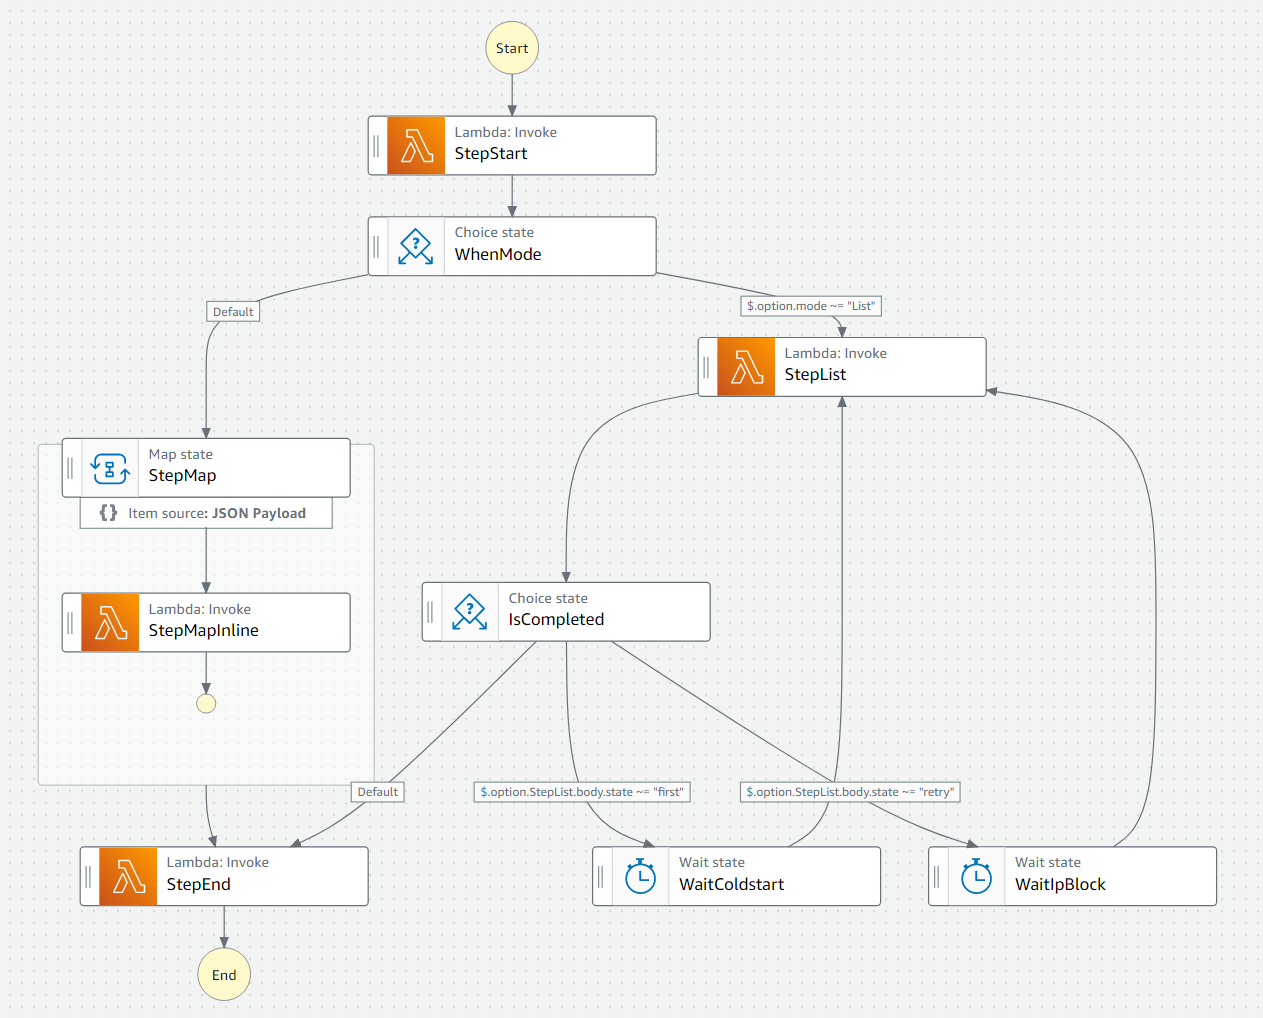 Start
Lambda: Invoke
StepStart
Choice state
WhenMode
Default
$.option.mode ~= "List"
Lambda: Invoke
StepList
Map state
StepMap
{} Item source: JSON Payload
Lambda: Invoke
StepMapInline
Choice state
IsCompleted
Default
$.option.StepList.body.state ~= "first"
$.option.StepList.body.state ~= "retry"
Lambda: Invoke
StepEnd
Wait state
WaitColdstart
Wait state
WaitIpBlock
End